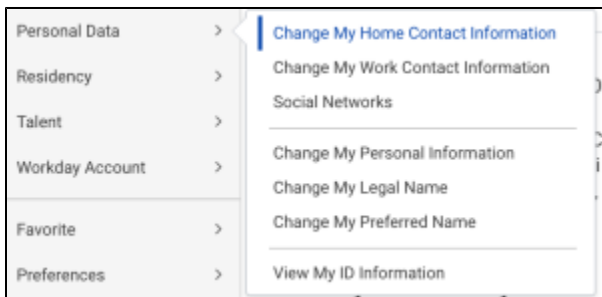 Personal Data
Residency
Talent
Workday Account
Favorite
Preferences
Change My Home Contact Information
Change My Work Contact Information
Social Networks
Change My Personal Information
Change My Legal Name
Change My Preferred Name
View My ID Information